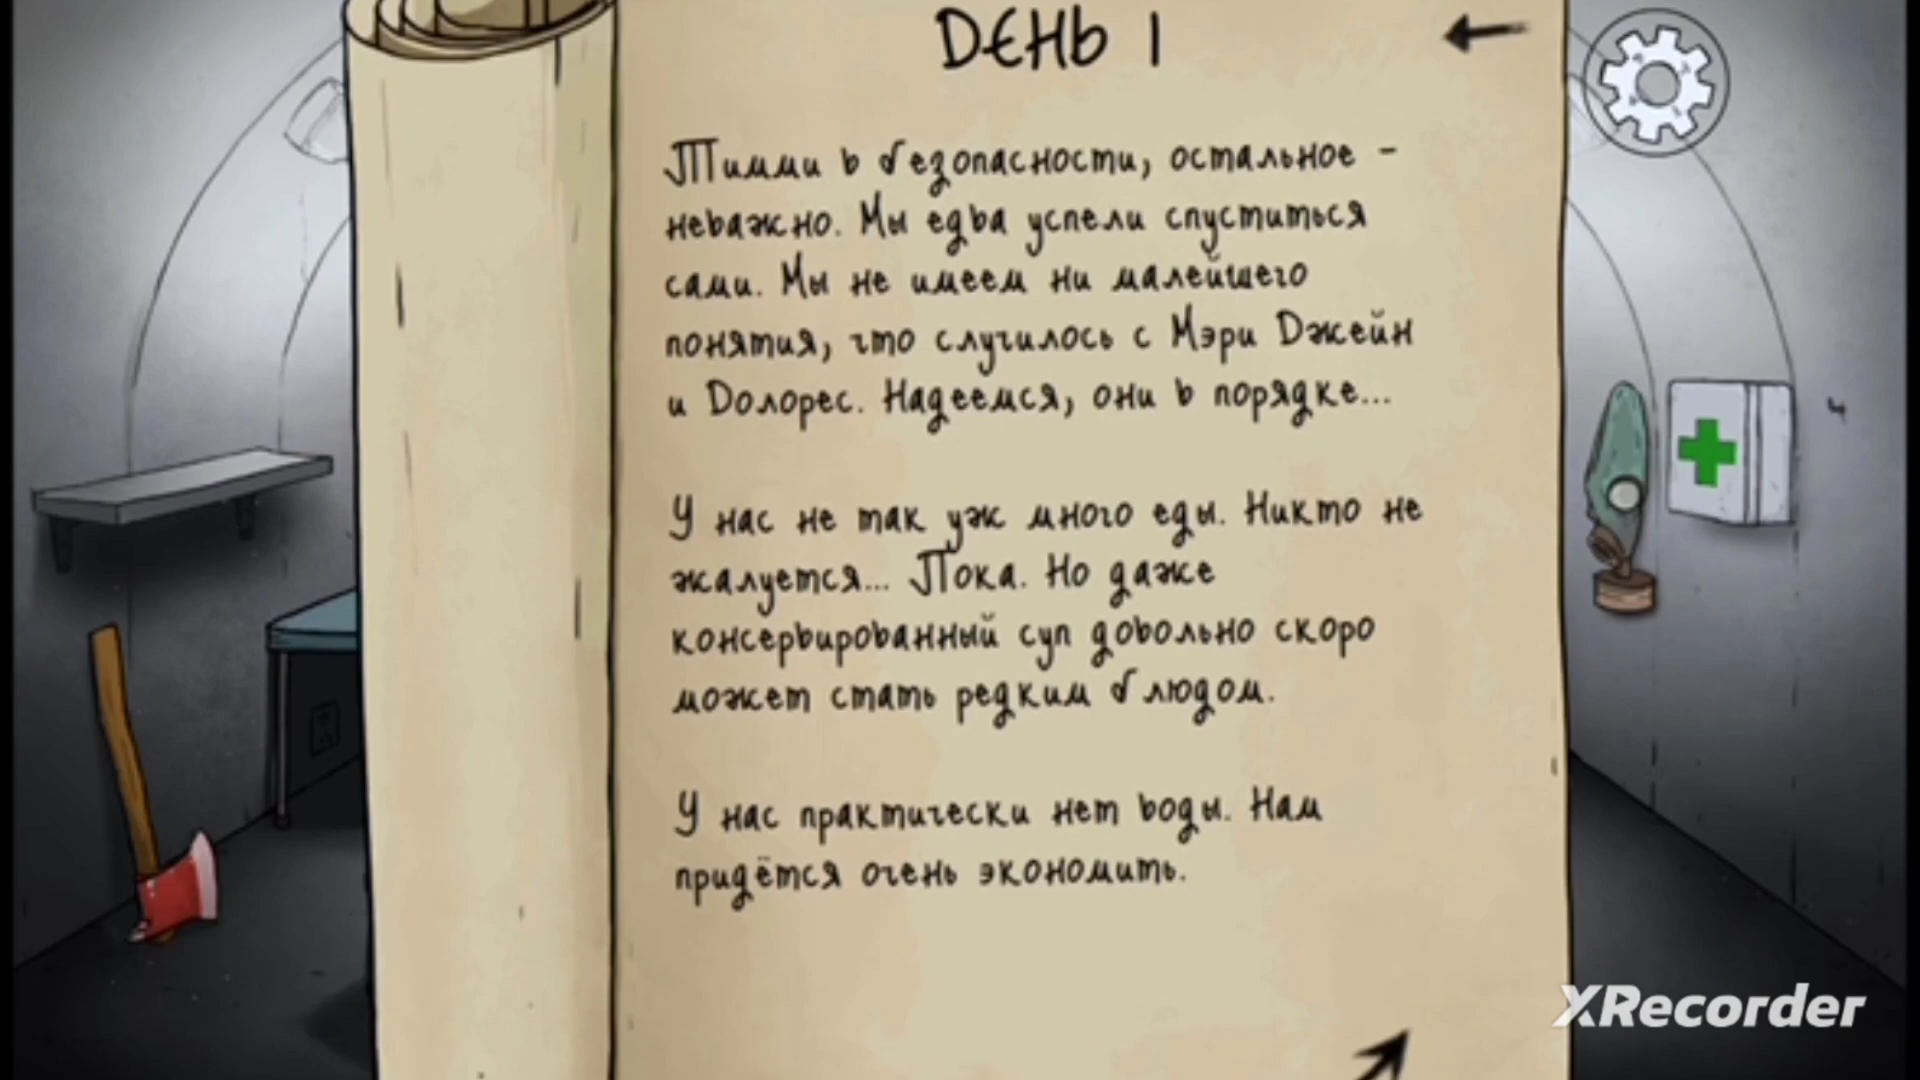 ДЕНЬ 1
Тимми в безопасности, остальное -
неважно. Мы едва успели спуститься
сами. Мы не имеем ни малейшего
понятия, что случилось с Мэри Джейн
и Долорес. Надеемся, они в порядке...
У нас не так уж много еды. Никто не
жалуется... Пока. Но даже
консервированный суп довольно скоро
может стать редким блюдом.
У нас практически нет воды. Нам
придётся очень экономить.
XRecorder